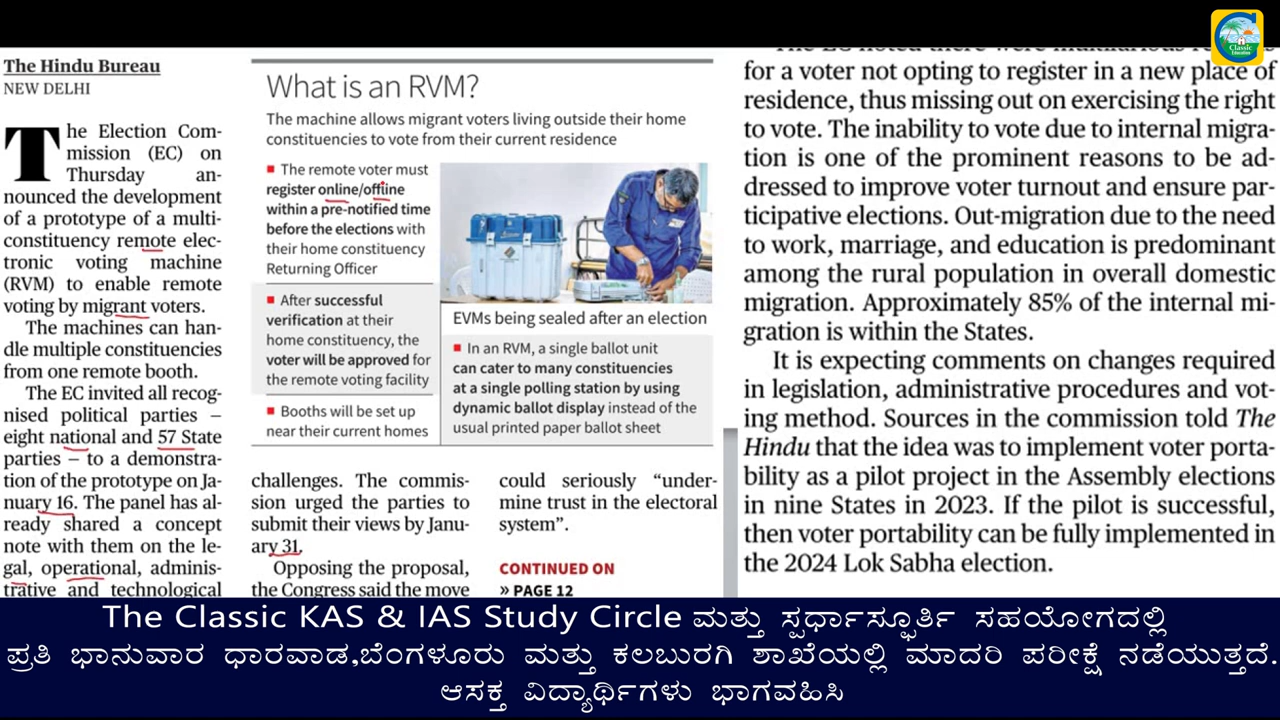 The Hindu Bureau
NEW DELHI
The Election Com-
mission (EC) on
Thursday an-
nounced the development
of a prototype of a multi-
constituency remote elec-
tronic voting machine
(RVM) to enable remote
voting by migrant voters.
The machines can han-
dle multiple constituencies
from one remote booth.
The EC invited all recog-
nised political parties –
eight national and 57 State
parties – to a demonstra-
tion of the prototype on Ja-
nuary 16. The panel has al-
ready shared a concept
note with them on the le-
gal, operational, adminis-
trative and technological
What is an RVM?
The machine allows migrant voters living outside their home
constituencies to vote from their current residence
■ The remote voter must
register online/offline
within a pre-notified time
before the elections with
their home constituency
Returning Officer
■ After successful
verification at their
home constituency, the
voter will be approved for
the remote voting facility
■ Booths will be set up
near their current homes
EVMs being sealed after an election
■ In an RVM, a single ballot unit
can cater to many constituencies
at a single polling station by using
dynamic ballot display instead of the
usual printed paper ballot sheet
challenges. The commis-
sion urged the parties to
submit their views by Janu-
ary 31.
Opposing the proposal,
the Congress said the move
could seriously “under-
mine trust in the electoral
system”.
CONTINUED ON
» PAGE 12
The EC noted there were
for a voter not opting to register in a new place of
residence, thus missing out on exercising the right
to vote. The inability to vote due to internal migra-
tion is one of the prominent reasons to be ad-
dressed to improve voter turnout and ensure par-
ticipative elections. Out-migration due to the need
to work, marriage, and education is predominant
among the rural population in overall domestic
migration. Approximately 85% of the internal mi-
gration is within the States.
It is expecting comments on changes required
in legislation, administrative procedures and vot-
ing method. Sources in the commission told The
Hindu that the idea was to implement voter porta-
bility as a pilot project in the Assembly elections
in nine States in 2023. If the pilot is successful,
then voter portability can be fully implemented in
the 2024 Lok Sabha election.
Classic
Education
The Classic KAS & IAS Study Circle ಮತ್ತು ಸ್ಪರ್ಧಾಸ್ಫೂರ್ತಿ ಸಹಯೋಗದಲ್ಲಿ
ಪ್ರತಿ ಭಾನುವಾರ ಧಾರವಾಡ,ಬೆಂಗಳೂರು ಮತ್ತು ಕಲಬುರಗಿ ಶಾಖೆಯಲ್ಲಿ ಮಾದರಿ ಪರೀಕ್ಷೆ ನಡೆಯುತ್ತದೆ.
ಆಸಕ್ತ ವಿದ್ಯಾರ್ಥಿಗಳು ಭಾಗವಹಿಸಿ